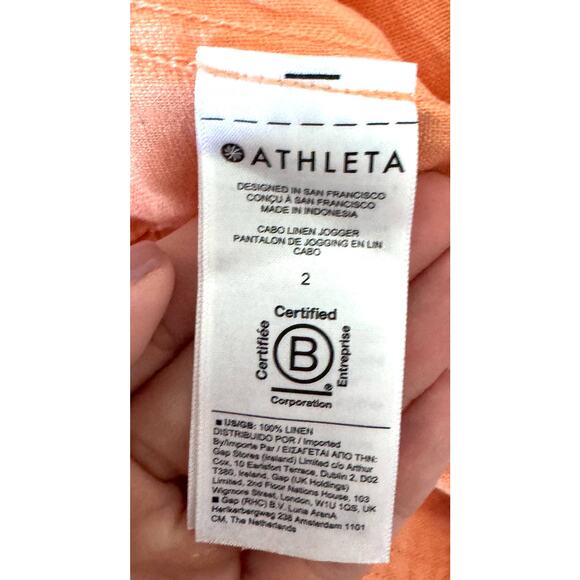 ATHLETA
DESIGNED IN SAN FRANCISCO
CONÇU À SAN FRANCISCO
MADE IN INDONESIA
CABO LINEN JOGGER
PANTALON DE JOGGING EN LIN
CABO
2
Certified
Certifiée
B
®
Entreprise
Corporation
■ US/GB: 100% LINEN
DISTRIBUIDO POR / Imported
By/Importe Par / ΕΙΣΑΓΕΤΑΙ ΑΠΟ ΤΗΝ:
Gap Stores (Ireland) Limited c/o Arthur
Cox, 10 Earlsfort Terrace, Dublin 2, D02
T380, Ireland, Gap (UK Holdings)
Limited, 2nd Floor Nations House, 103
Wigmore Street, London, W1U 1QS, UK
■ Gap (RHC) B.V. Luna ArenA
Herikerbergweg 238 Amsterdam 1101
CM, The Netherlands